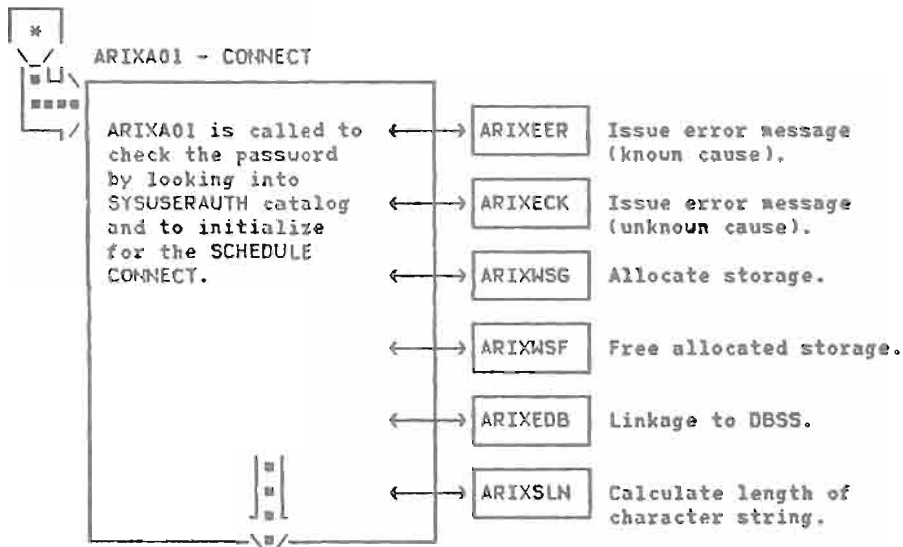 *
ARIXA01 - CONNECT
ARIXA01 is called to
check the password
by looking into
SYSUSERAUTH catalog
and to initialize
for the SCHEDULE
CONNECT.
ARIXEER Issue error message
(known cause).
ARIXECK Issue error message
(unknown cause).
ARIXWSG Allocate storage.
ARIXWSF Free allocated storage.
ARIXEDB Linkage to DBSS.
ARIXSLN Calculate length of
character string.